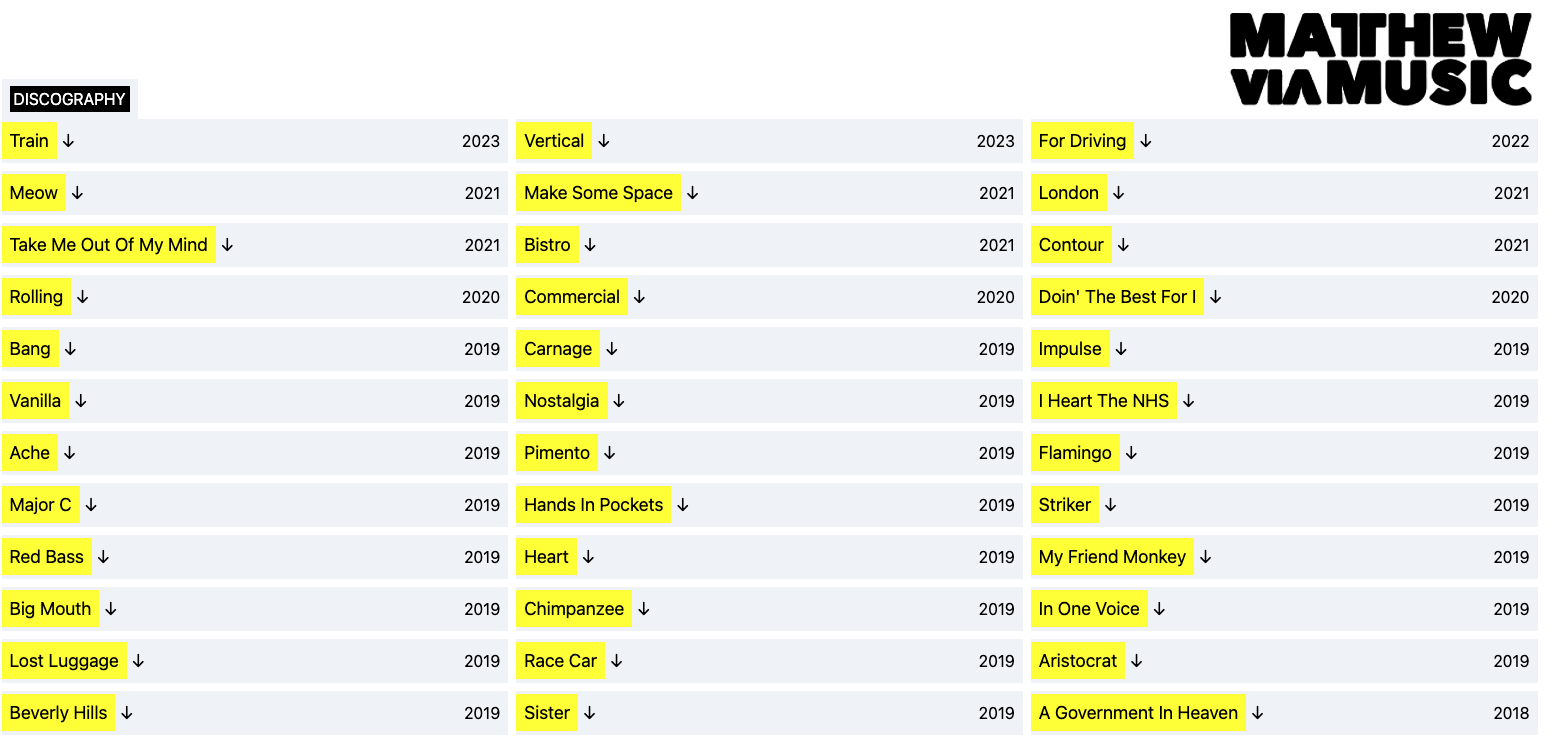 MATTHEW
VIA MUSIC
DISCOGRAPHY
Train ↓ 2023 Vertical ↓ 2023 For Driving ↓ 2022
Meow ↓ 2021 Make Some Space ↓ 2021 London ↓ 2021
Take Me Out Of My Mind ↓ 2021 Bistro ↓ 2021 Contour ↓ 2021
Rolling ↓ 2020 Commercial ↓ 2020 Doin' The Best For I ↓ 2020
Bang ↓ 2019 Carnage ↓ 2019 Impulse ↓ 2019
Vanilla ↓ 2019 Nostalgia ↓ 2019 I Heart The NHS ↓ 2019
Ache ↓ 2019 Pimento ↓ 2019 Flamingo ↓ 2019
Major C ↓ 2019 Hands In Pockets ↓ 2019 Striker ↓ 2019
Red Bass ↓ 2019 Heart ↓ 2019 My Friend Monkey ↓ 2019
Big Mouth ↓ 2019 Chimpanzee ↓ 2019 In One Voice ↓ 2019
Lost Luggage ↓ 2019 Race Car ↓ 2019 Aristocrat ↓ 2019
Beverly Hills ↓ 2019 Sister ↓ 2019 A Government In Heaven ↓ 2018